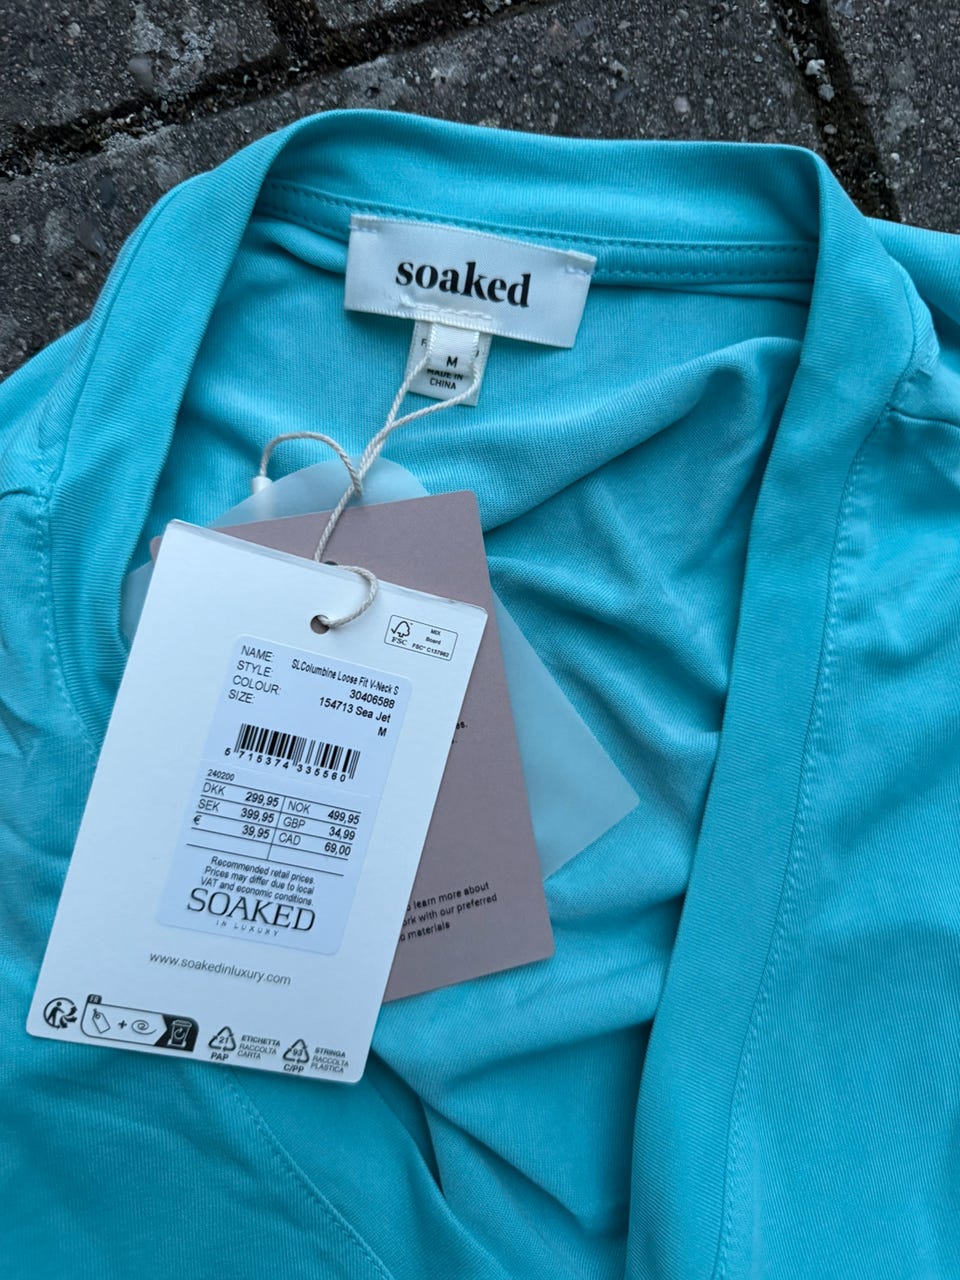 soaked
M
MADE IN
CHINA
FSC
MIX
Board
FSC® C137982
NAME: SLColumbine Loose Fit V-Neck S
STYLE: 30406588
COLOUR: 154713 Sea Jet
SIZE: M
5 715374 335560
240200
DKK 299,95 NOK 499,95
SEK 399,95 GBP 34,99
€ 39,95 CAD 69,00
Recommended retail prices.
Prices may differ due to local
VAT and economic conditions.
SOAKED
IN LUXURY
www.soakedinluxury.com
FR
+
21
PAP
ETICHETTA
RACCOLTA
CARTA
93
C/PP
STRINGA
RACCOLTA
PLASTICA
learn more about
with our preferred
materials